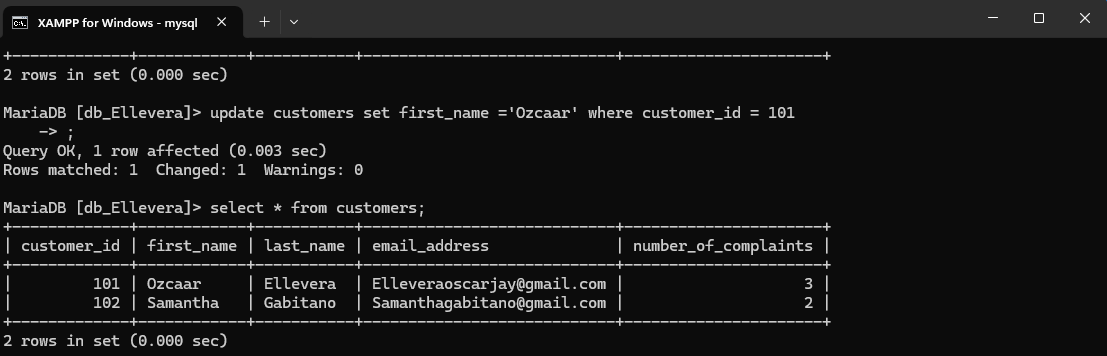 XAMPP for Windows - mysql
+-------------+------------+-----------+----------------------------+----------------------+
2 rows in set (0.000 sec)
MariaDB [db_Ellevera]> update customers set first_name ='Ozcaar' where customer_id = 101
    -> ;
Query OK, 1 row affected (0.003 sec)
Rows matched: 1  Changed: 1  Warnings: 0
MariaDB [db_Ellevera]> select * from customers;
+-------------+------------+-----------+----------------------------+----------------------+
| customer_id | first_name | last_name | email_address              | number_of_complaints |
+-------------+------------+-----------+----------------------------+----------------------+
|         101 | Ozcaar     | Ellevera  | Elleveraoscarjay@gmail.com |                    3 |
|         102 | Samantha   | Gabitano  | Samanthagabitano@gmail.com |                    2 |
+-------------+------------+-----------+----------------------------+----------------------+
2 rows in set (0.000 sec)